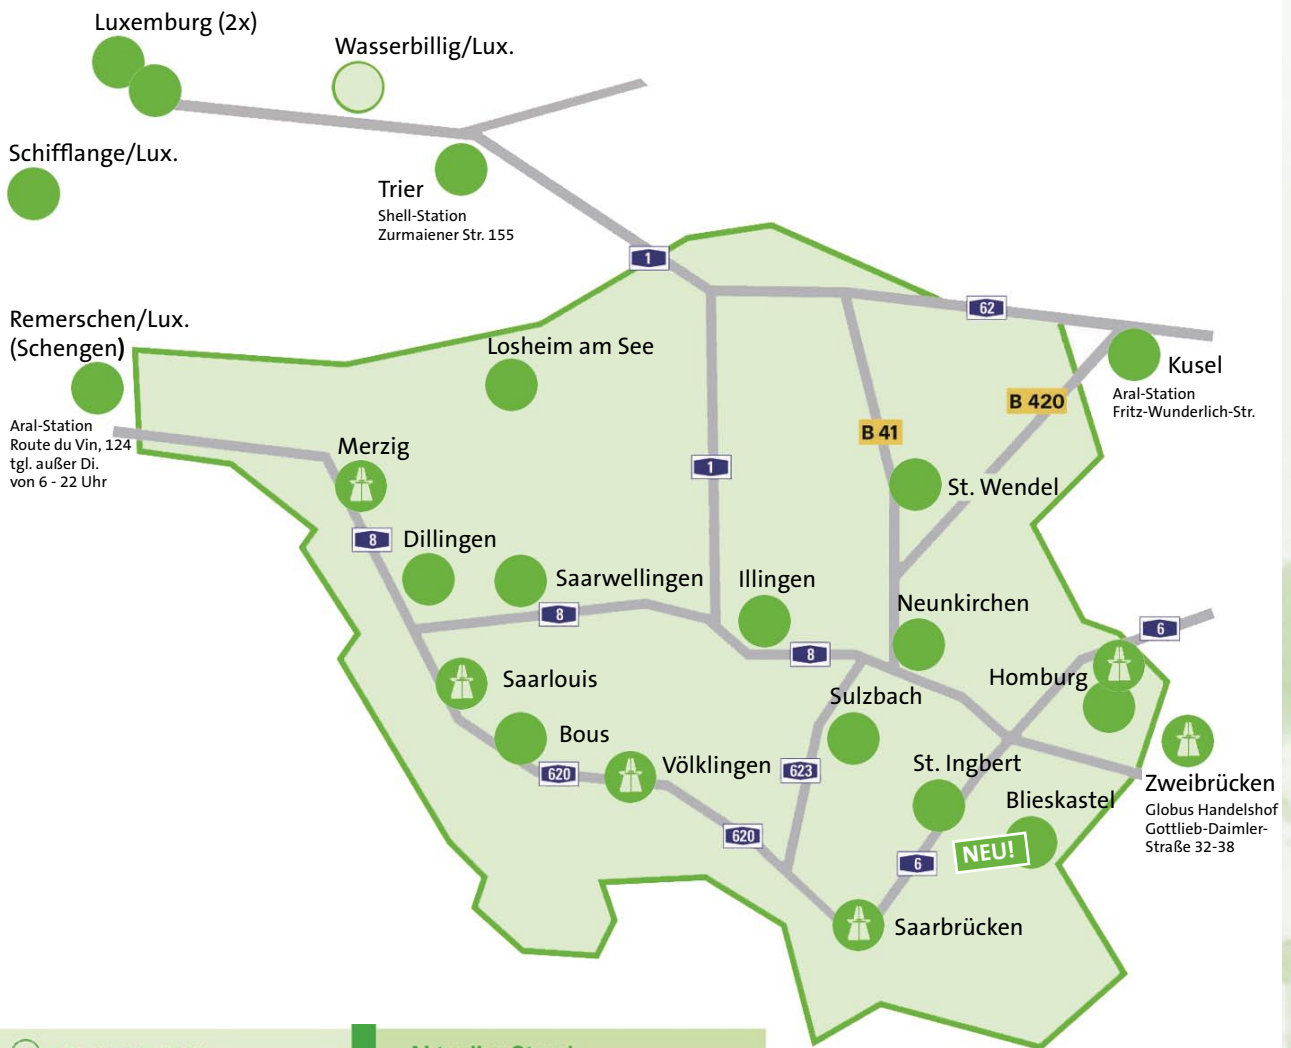 Luxemburg (2x)
Wasserbillig/Lux.
Schifflange/Lux.
Trier
Shell-Station
Zurmaiener Str. 155
1
62
Remerschen/Lux.
(Schengen)
Aral-Station
Route du Vin, 124
tgl. außer Di.
von 6 - 22 Uhr
Losheim am See
Kusel
Aral-Station
Fritz-Wunderlich-Str.
B 420
B 41
Merzig
1
St. Wendel
8
Dillingen
Saarwellingen
Illingen
8
Neunkirchen
6
8
Saarlouis
Homburg
Sulzbach
Bous
620
Völklingen
623
St. Ingbert
Zweibrücken
Globus Handelshof
Gottlieb-Daimler-
Straße 32-38
Blieskastel
620
NEU!
6
Saarbrücken